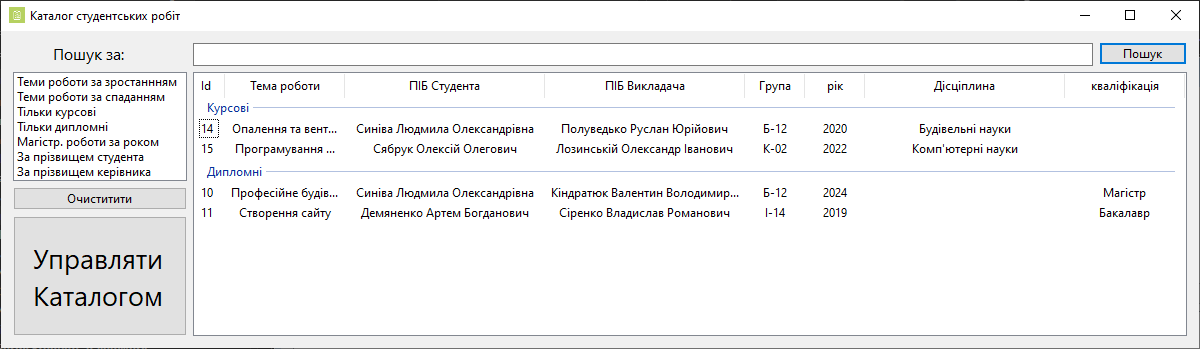 Каталог студентських робіт
Пошук за:
Пошук
Теми роботи за зростанням
Теми роботи за спаданням
Тільки курсові
Тільки дипломні
Магістр. роботи за роком
За прізвищем студента
За прізвищем керівника
Очиститити
Управляти
Каталогом
Id Тема роботи ПІБ Студента ПІБ Викладача Група рік Дісціплина кваліфікація
Курсові
14 Опалення та вент... Синіва Людмила Олександрівна Полуведько Руслан Юрійович Б-12 2020 Будівельні науки
15 Програмування ... Сябрук Олексій Олегович Лозинській Олександр Іванович К-02 2022 Комп'ютерні науки
Дипломні
10 Професійне будів... Синіва Людмила Олександрівна Кіндратюк Валентин Володимир... Б-12 2024 Магістр
11 Створення сайту Демяненко Артем Богданович Сіренко Владислав Романович І-14 2019 Бакалавр